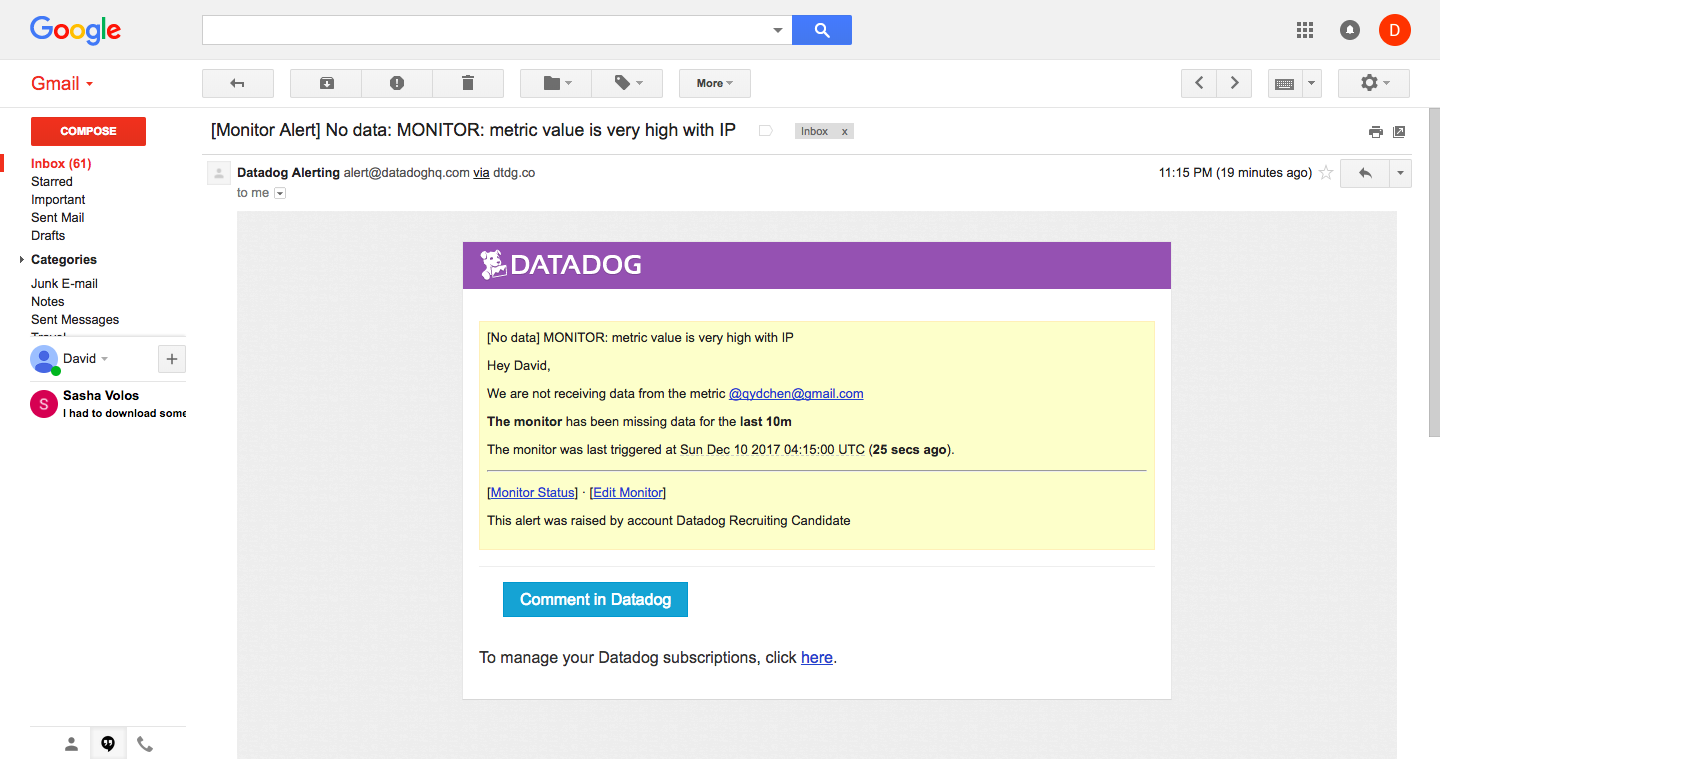 Google
D
Gmail
More
COMPOSE
[Monitor Alert] No data: MONITOR: metric value is very high with IP
Inbox x
Inbox (61)
Starred
Important
Sent Mail
Drafts
Categories
Junk E-mail
Notes
Sent Messages
David
S
Sasha Volos
I had to download some
Datadog Alerting alert@datadoghq.com via dtdg.co
11:15 PM (19 minutes ago)
to me
DATADOG
[No data] MONITOR: metric value is very high with IP
Hey David,
We are not receiving data from the metric @qydchen@gmail.com
The monitor has been missing data for the last 10m
The monitor was last triggered at Sun Dec 10 2017 04:15:00 UTC (25 secs ago).
[Monitor Status] · [Edit Monitor]
This alert was raised by account Datadog Recruiting Candidate
Comment in Datadog
To manage your Datadog subscriptions, click here.